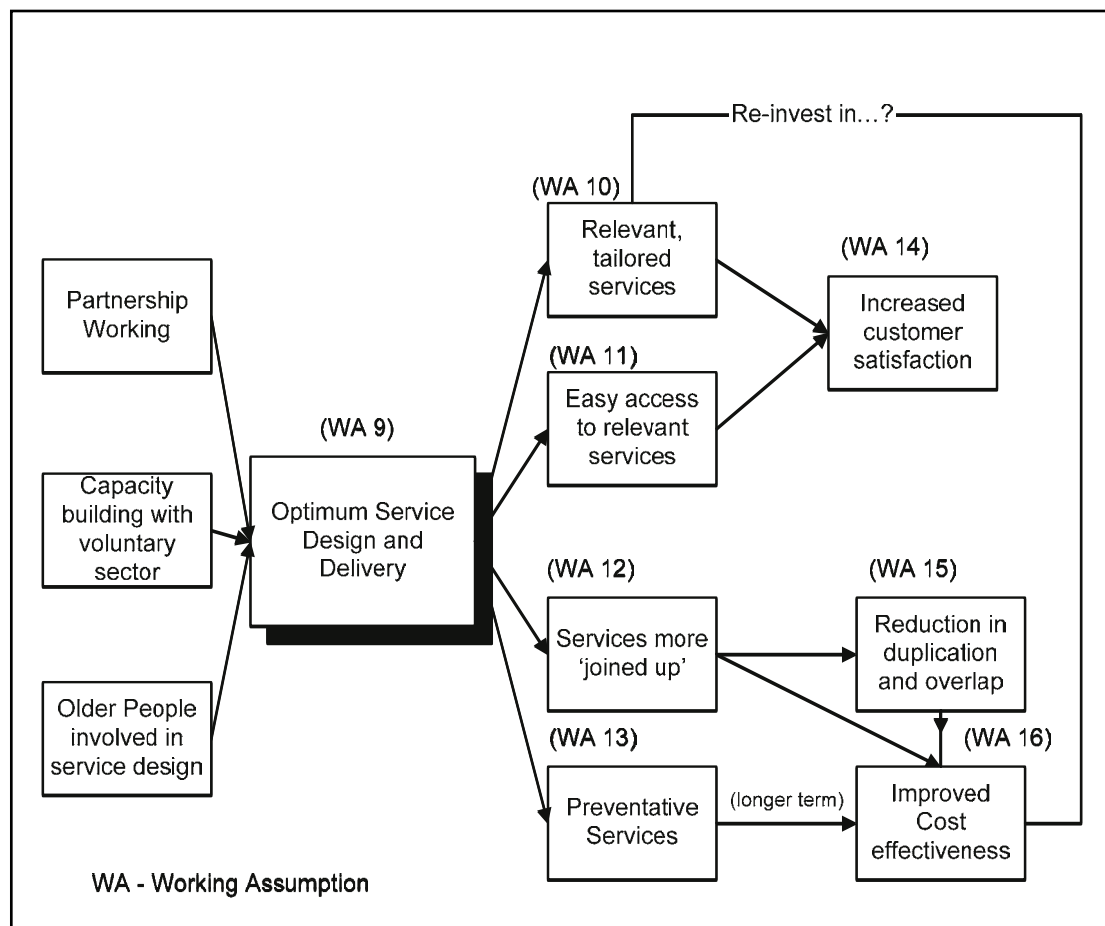 Re-invest in…?
(WA 10)
Relevant,
tailored
services
(WA 14)
Increased
customer
satisfaction
Partnership
Working
(WA 11)
Easy access
to relevant
services
(WA 9)
Optimum Service
Design and
Delivery
Capacity
building with
voluntary
sector
(WA 12)
Services more
‘joined up’
(WA 15)
Reduction in
duplication
and overlap
Older People
involved in
service design
(WA 13)
Preventative
Services
(longer term)
(WA 16)
Improved
Cost
effectiveness
WA - Working Assumption